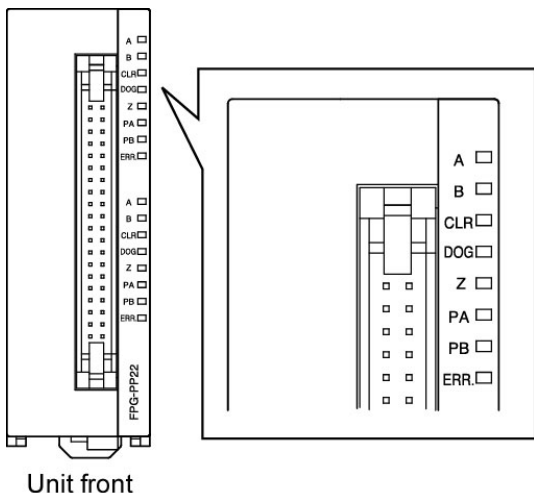 A
B
CLR
DOG
Z
PA
PB
ERR.
A
B
CLR
DOG
Z
PA
PB
ERR.
FPG-PP22
Unit front
A
B
CLR
DOG
Z
PA
PB
ERR.